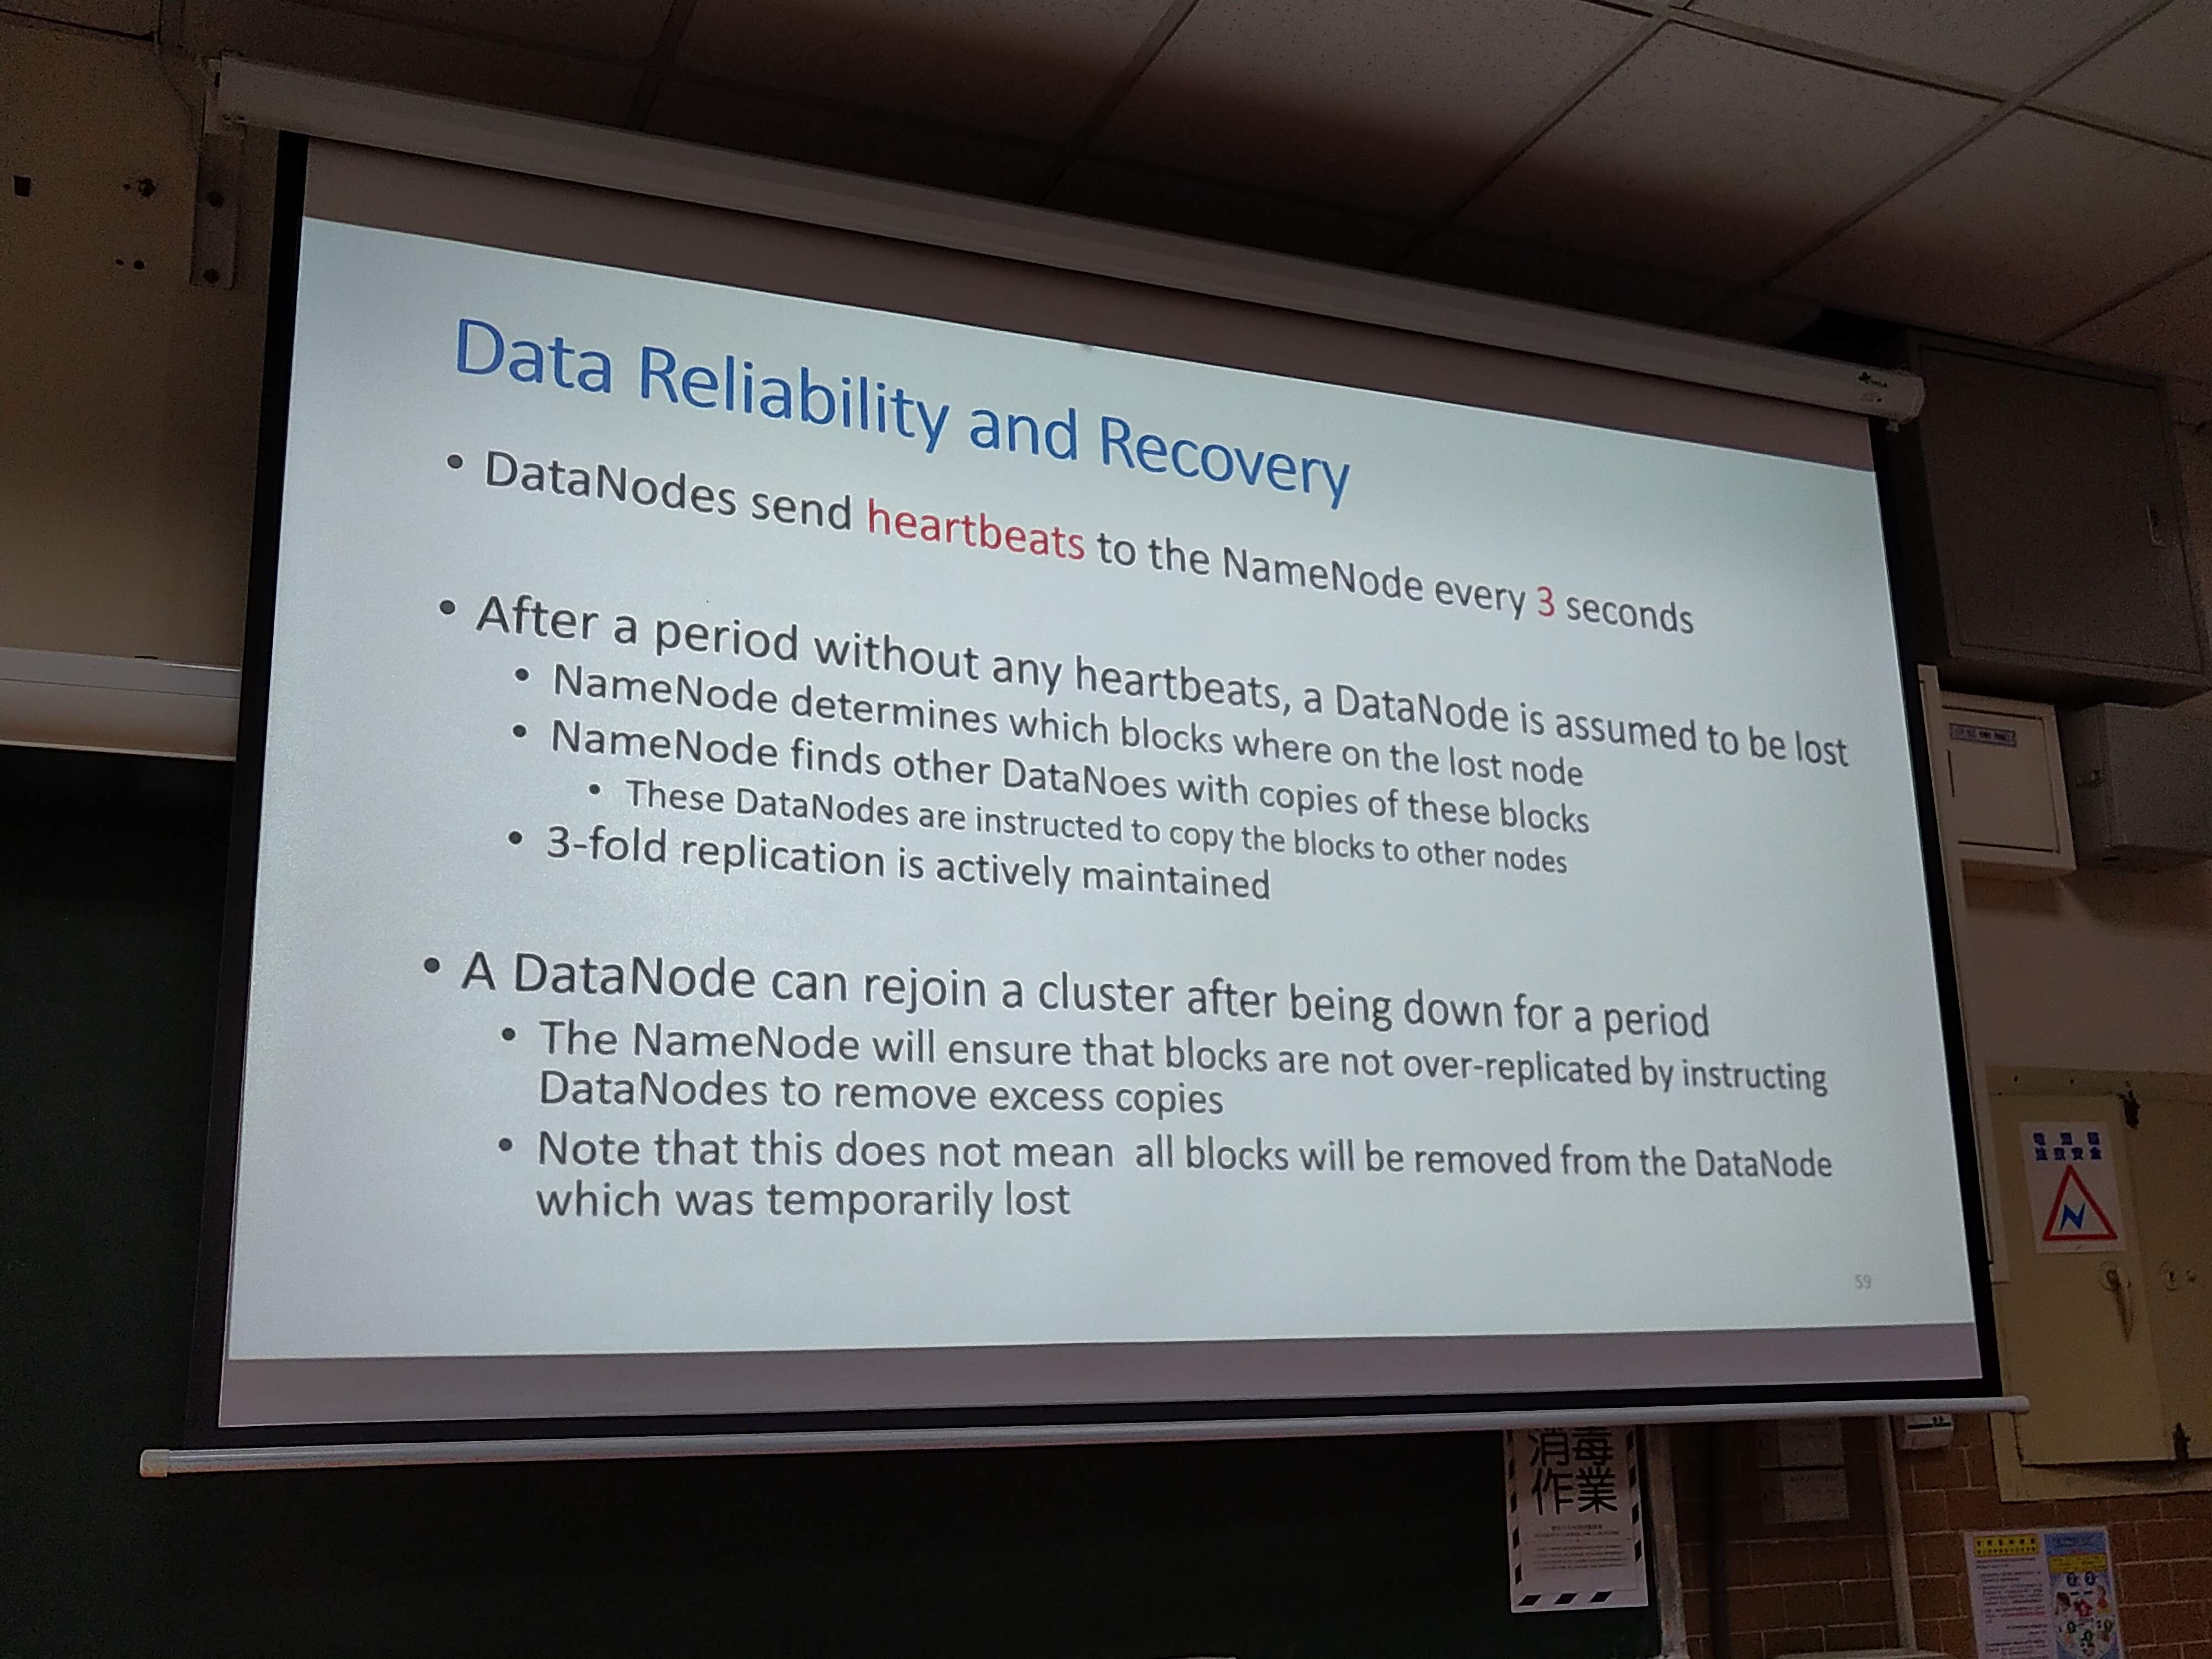 Data Reliability and Recovery
• DataNodes send heartbeats to the NameNode every 3 seconds
• After a period without any heartbeats, a DataNode is assumed to be lost
• NameNode determines which blocks where on the lost node
• NameNode finds other DataNoes with copies of these blocks
• These DataNodes are instructed to copy the blocks to other nodes
• 3-fold replication is actively maintained
• A DataNode can rejoin a cluster after being down for a period
• The NameNode will ensure that blocks are not over-replicated by instructing
DataNodes to remove excess copies
• Note that this does not mean all blocks will be removed from the DataNode
which was temporarily lost
59
消毒
作業